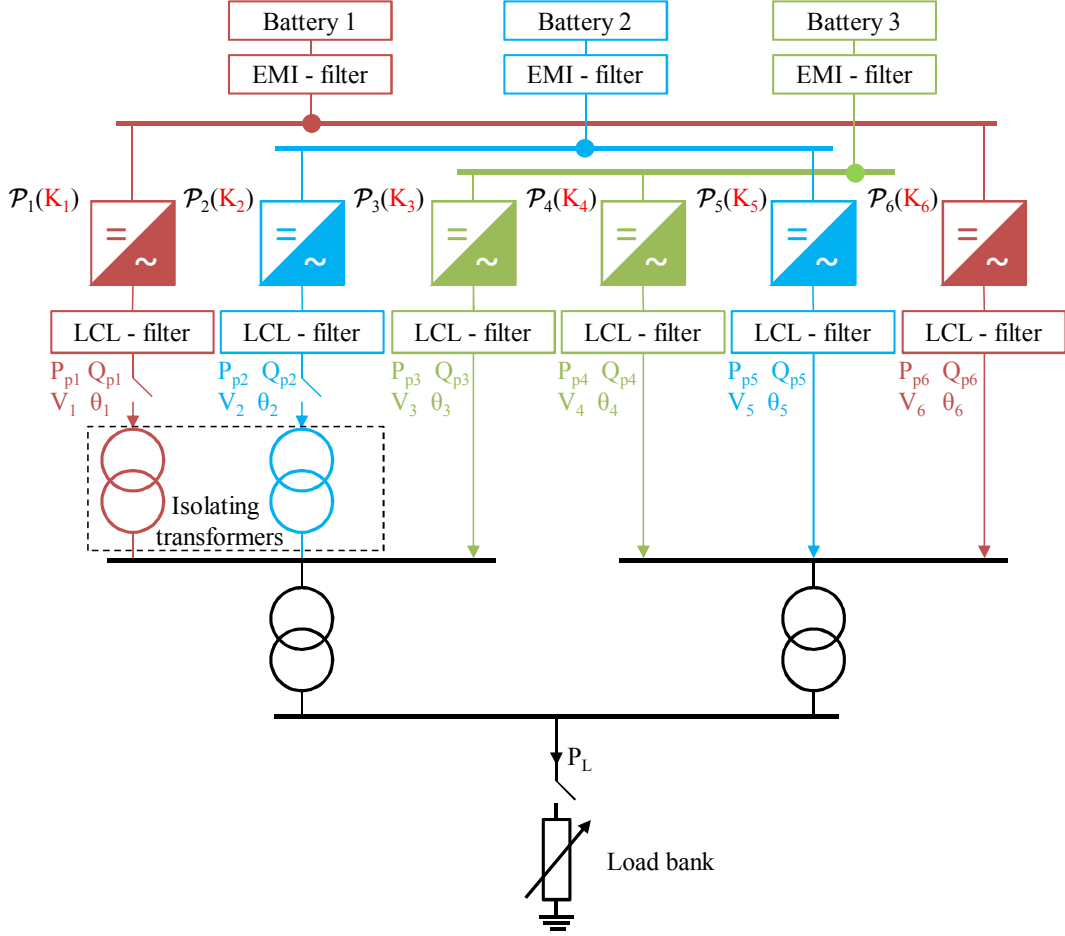 Battery 1 Battery 2 Battery 3
EMI - filter EMI - filter EMI - filter
𝒫₁(K₁) 𝒫₂(K₂) 𝒫₃(K₃) 𝒫₄(K₄) 𝒫₅(K₅) 𝒫₆(K₆)
= = = = = =
~ ~ ~ ~ ~ ~
LCL - filter LCL - filter LCL - filter LCL - filter LCL - filter LCL - filter
Pₚ₁ Qₚ₁ Pₚ₂ Qₚ₂ Pₚ₃ Qₚ₃ Pₚ₄ Qₚ₄ Pₚ₅ Qₚ₅ Pₚ₆ Qₚ₆
V₁ θ₁ V₂ θ₂ V₃ θ₃ V₄ θ₄ V₅ θ₅ V₆ θ₆
Isolating
transformers
P_L
Load bank